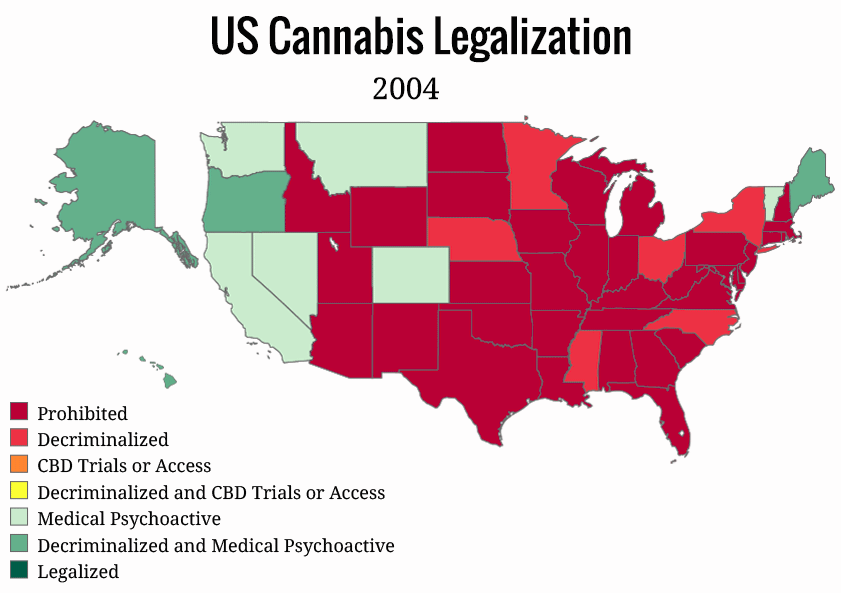 US Cannabis Legalization
2004
Prohibited
Decriminalized
CBD Trials or Access
Decriminalized and CBD Trials or Access
Medical Psychoactive
Decriminalized and Medical Psychoactive
Legalized